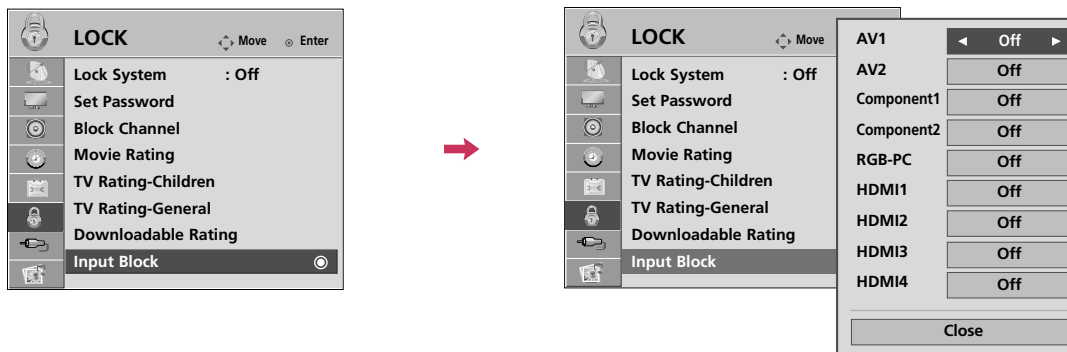 LOCK Move Enter
Lock System : Off
Set Password
Block Channel
Movie Rating
TV Rating-Children
TV Rating-General
Downloadable Rating
Input Block
LOCK Move
Lock System : Off
Set Password
Block Channel
Movie Rating
TV Rating-Children
TV Rating-General
Downloadable Rating
Input Block
AV1 ◄ Off ►
AV2 Off
Component1 Off
Component2 Off
RGB-PC Off
HDMI1 Off
HDMI2 Off
HDMI3 Off
HDMI4 Off
Close